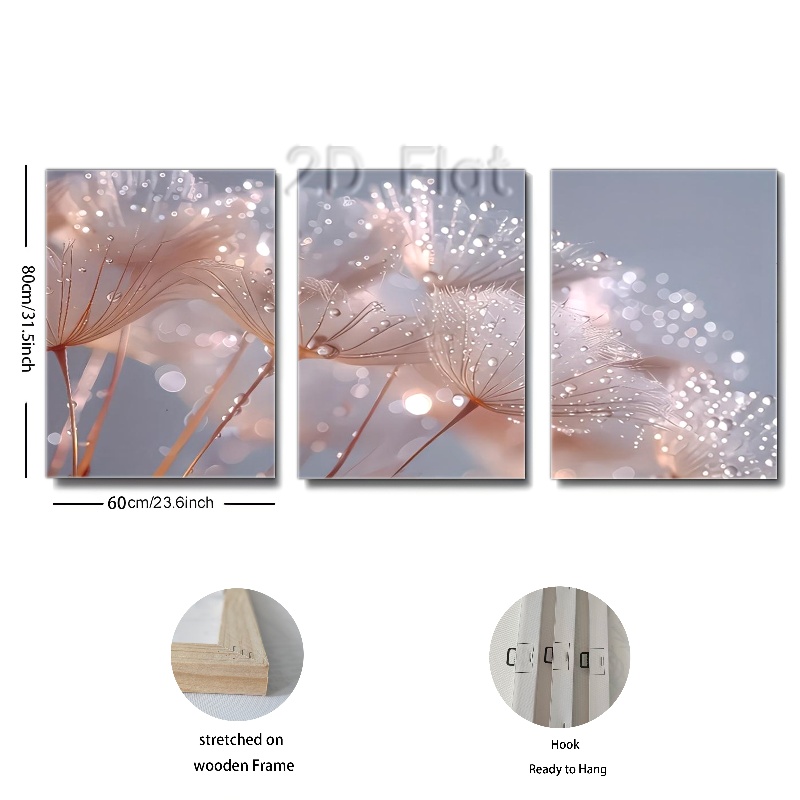 2D Flat
80cm/31.5inch
60cm/23.6inch
stretched on
wooden Frame
Hook
Ready to Hang